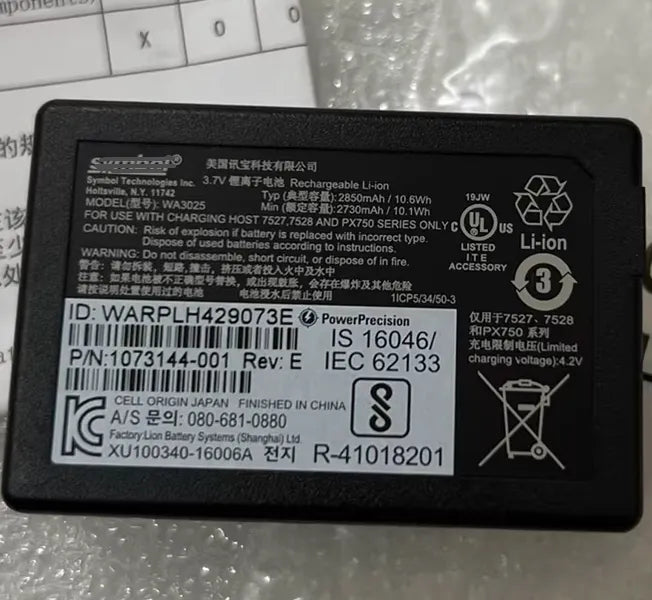 mponents)
X 0 0
的规
symbol®
美国讯宝科技有限公司
Symbol Technologies Inc.
Holtsville, N.Y. 11742
3.7V 锂离子电池 Rechargeable Li-ion
MODEL(型号): WA3025
Typ (典型容量):2850mAh / 10.6Wh
Min (额定容量):2730mAh / 10.1Wh
FOR USE WITH CHARGING HOST 7527,7528 AND PX750 SERIES ONLY
CAUTION: Risk of explosion if battery is replaced with incorrect type.
Dispose of used batteries according to instructions.
WARNING: Do not disassemble, short circuit, or dispose of in fire.
警告:请勿拆装，短路，撞击，挤压或者投入火中及水中
注意:如果电池被不正确型号替换，或者会存在爆炸及其他危险
请按说明处置废旧电池 电池浸水后禁止使用
1ICP5/34/50-3
19JW
C UL US
LISTED
I T E
ACCESSORY
Li-ion
3
仅用于7527、7528
和PX750 系列
充电限制电压(Limited
charging voltage):4.2V
ID: WARPLH429073E
PowerPrecision
P/N:1073144-001 Rev: E
IS 16046/
IEC 62133
CELL ORIGIN JAPAN FINISHED IN CHINA
A/S 문의: 080-681-0880
Factory:Lion Battery Systems (Shanghai) Ltd.
XU100340-16006A 전지
R-41018201